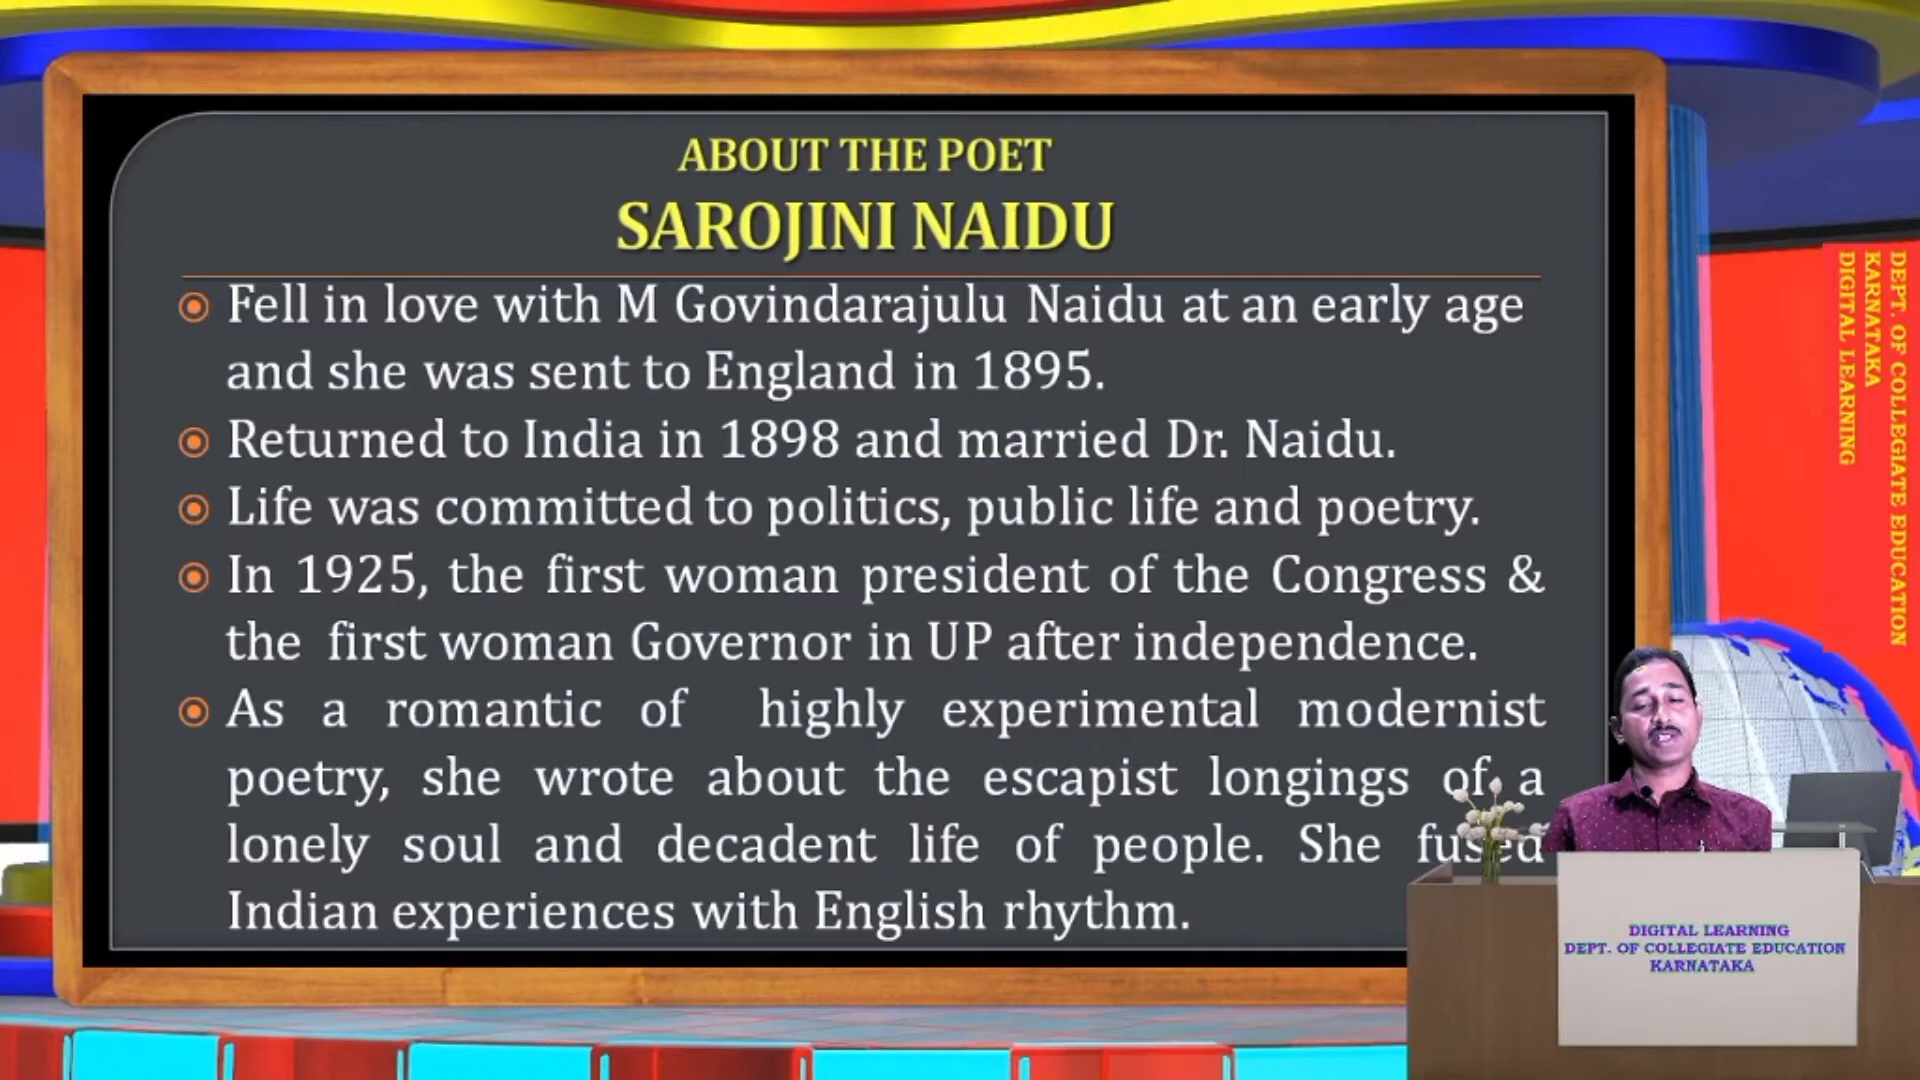 ABOUT THE POET
SAROJINI NAIDU
Fell in love with M Govindarajulu Naidu at an early age
and she was sent to England in 1895.
Returned to India in 1898 and married Dr. Naidu.
Life was committed to politics, public life and poetry.
In 1925, the first woman president of the Congress &
the first woman Governor in UP after independence.
As a romantic of highly experimental modernist
poetry, she wrote about the escapist longings of a
lonely soul and decadent life of people. She fused
Indian experiences with English rhythm.
DEPT. OF COLLEGIATE EDUCATION
KARNATAKA
DIGITAL LEARNING
DIGITAL LEARNING
DEPT. OF COLLEGIATE EDUCATION
KARNATAKA